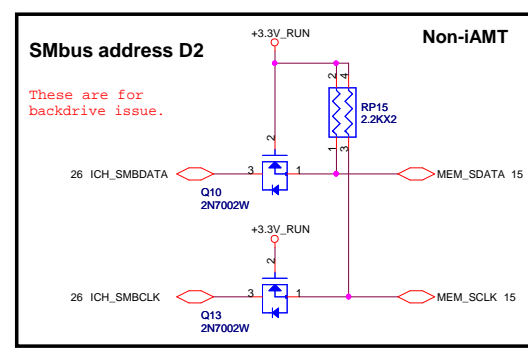 +3.3V_RUN
Non-iAMT
SMbus address D2
These are for
backdrive issue.
2 4
RP15
2.2KX2
1 3
2
26 ICH_SMBDATA 3 1 MEM_SDATA 15
Q10
2N7002W
+3.3V_RUN
2
26 ICH_SMBCLK 3 1 MEM_SCLK 15
Q13
2N7002W